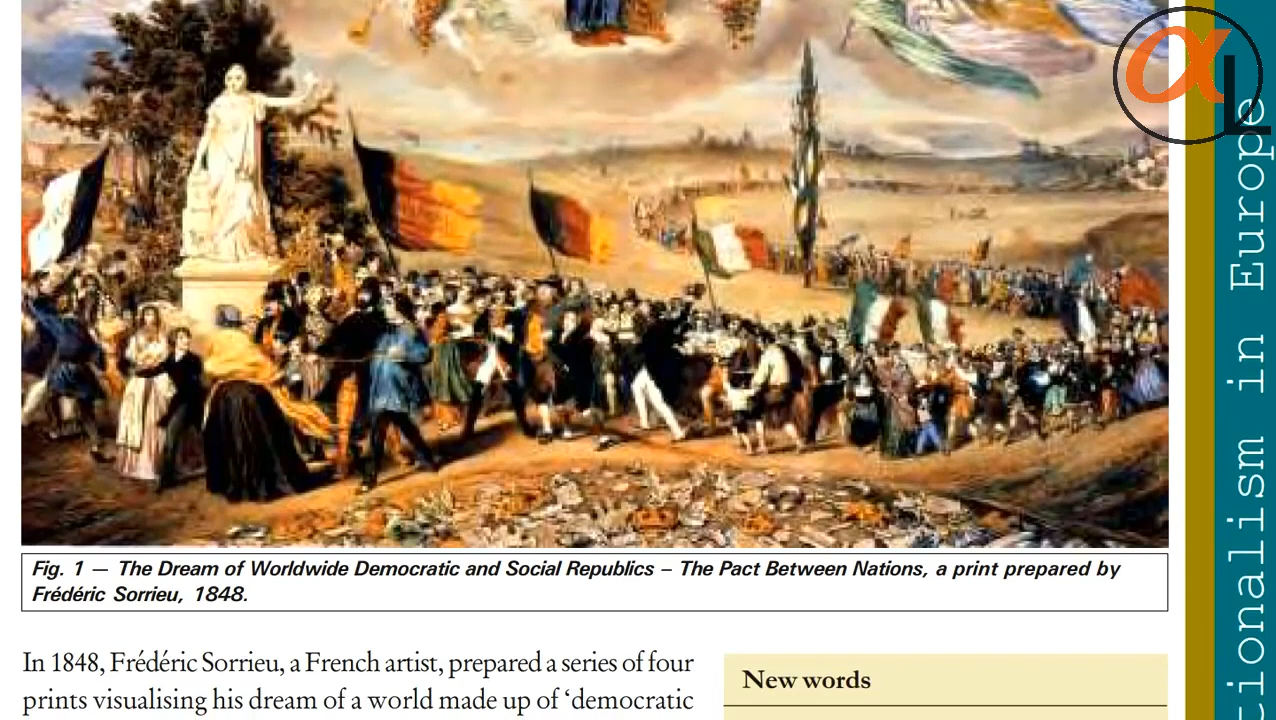 Fig. 1 — The Dream of Worldwide Democratic and Social Republics – The Pact Between Nations, a print prepared by
Frédéric Sorrieu, 1848.
In 1848, Frédéric Sorrieu, a French artist, prepared a series of four
prints visualising his dream of a world made up of ‘democratic
New words
tionalism in Europe
αL